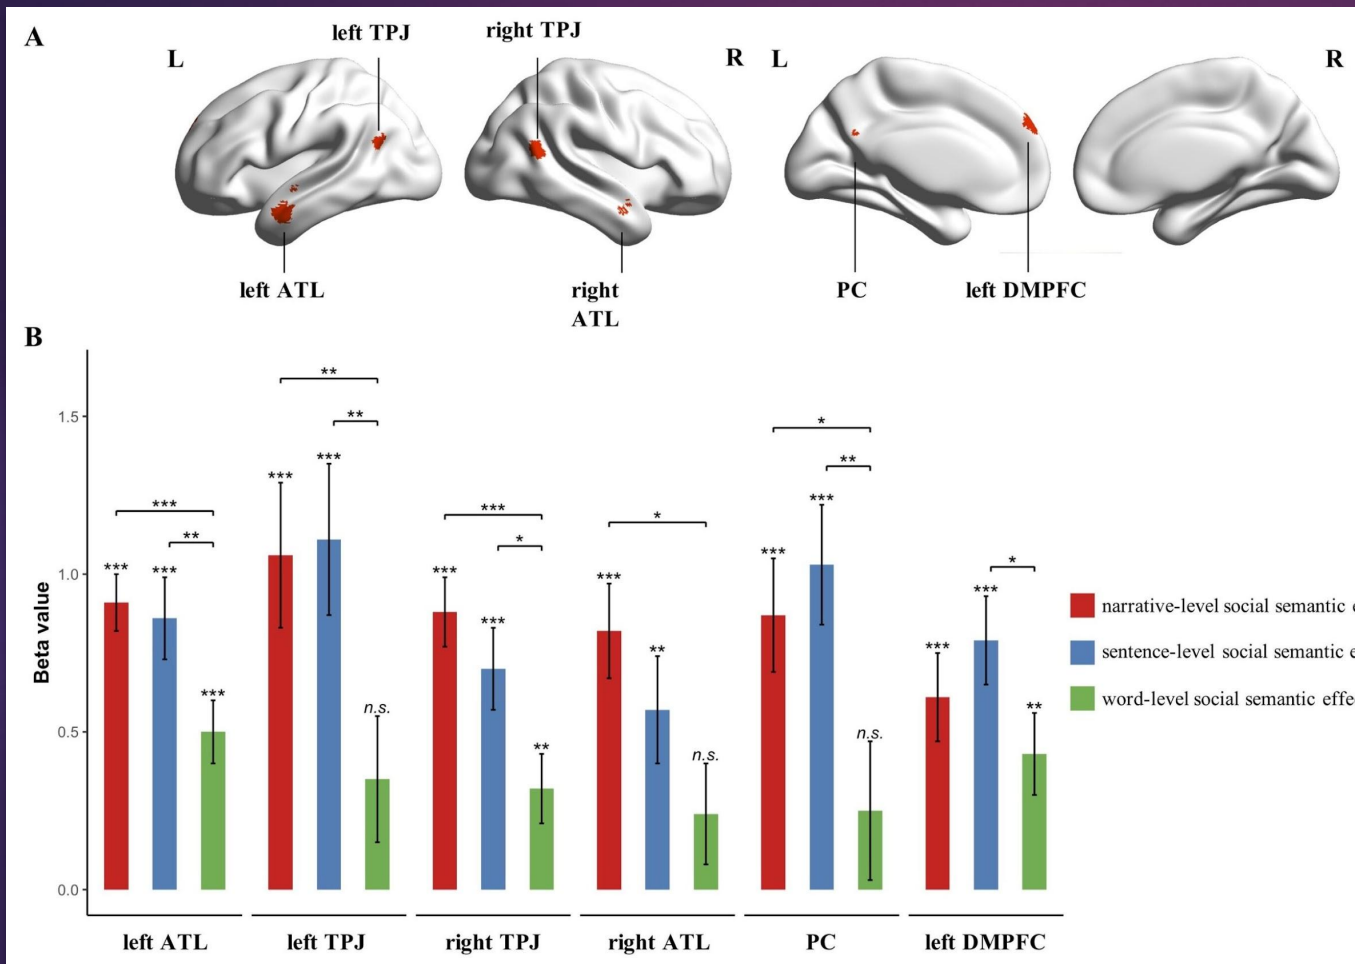 A
left TPJ
right TPJ
L
R
L
R
left ATL
right
ATL
PC
left DMPFC
B
**
**
*
**
***
***
***
***
***
**
***
***
***
***
***
*
***
***
*
***
**
***
***
*
***
***
**
n.s.
**
n.s.
n.s.
1.5
1.0
0.5
0.0
Beta value
narrative-level social semantic e
sentence-level social semantic e
word-level social semantic effe
left ATL
left TPJ
right TPJ
right ATL
PC
left DMPFC